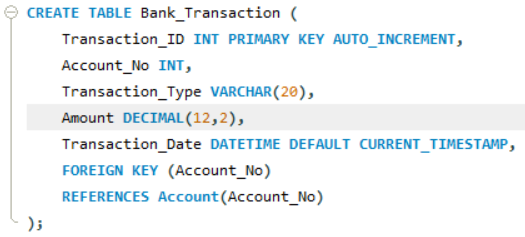 CREATE TABLE Bank_Transaction (
Transaction_ID INT PRIMARY KEY AUTO_INCREMENT,
Account_No INT,
Transaction_Type VARCHAR(20),
Amount DECIMAL(12,2),
Transaction_Date DATETIME DEFAULT CURRENT_TIMESTAMP,
FOREIGN KEY (Account_No)
REFERENCES Account(Account_No)
);